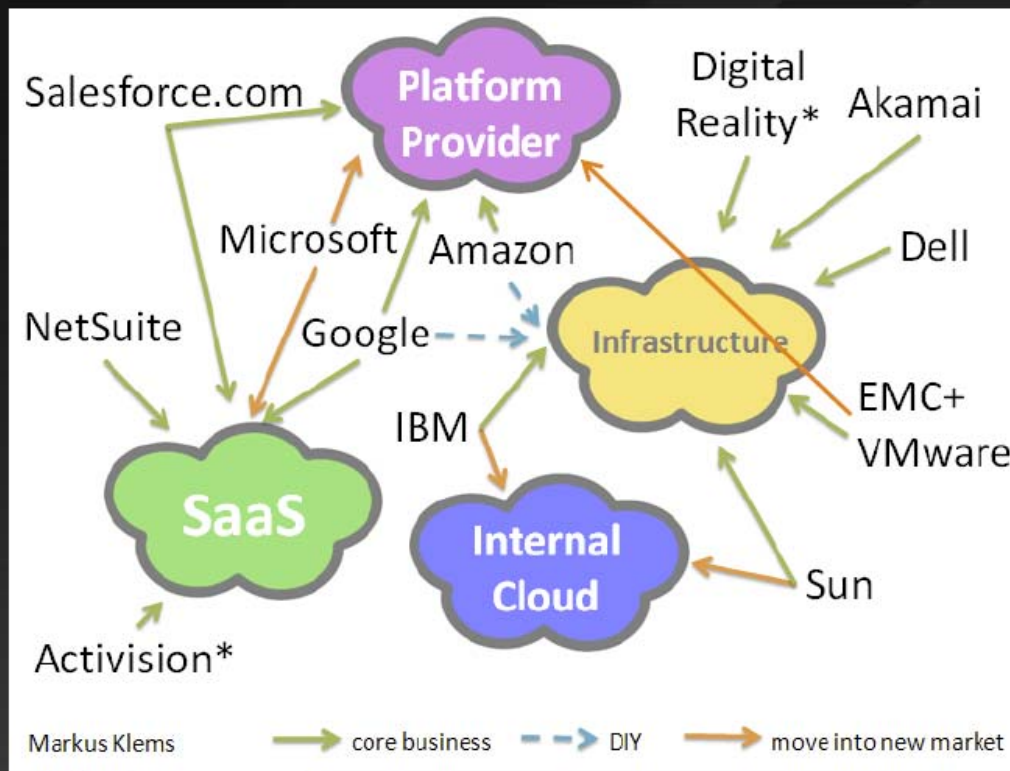 Salesforce.com
Platform
Provider
Digital
Reality*
Akamai
Microsoft
Amazon
Dell
NetSuite
Google
Infrastructure
IBM
EMC+
VMware
SaaS
Internal
Cloud
Sun
Activision*
Markus Klems
core business
DIY
move into new market